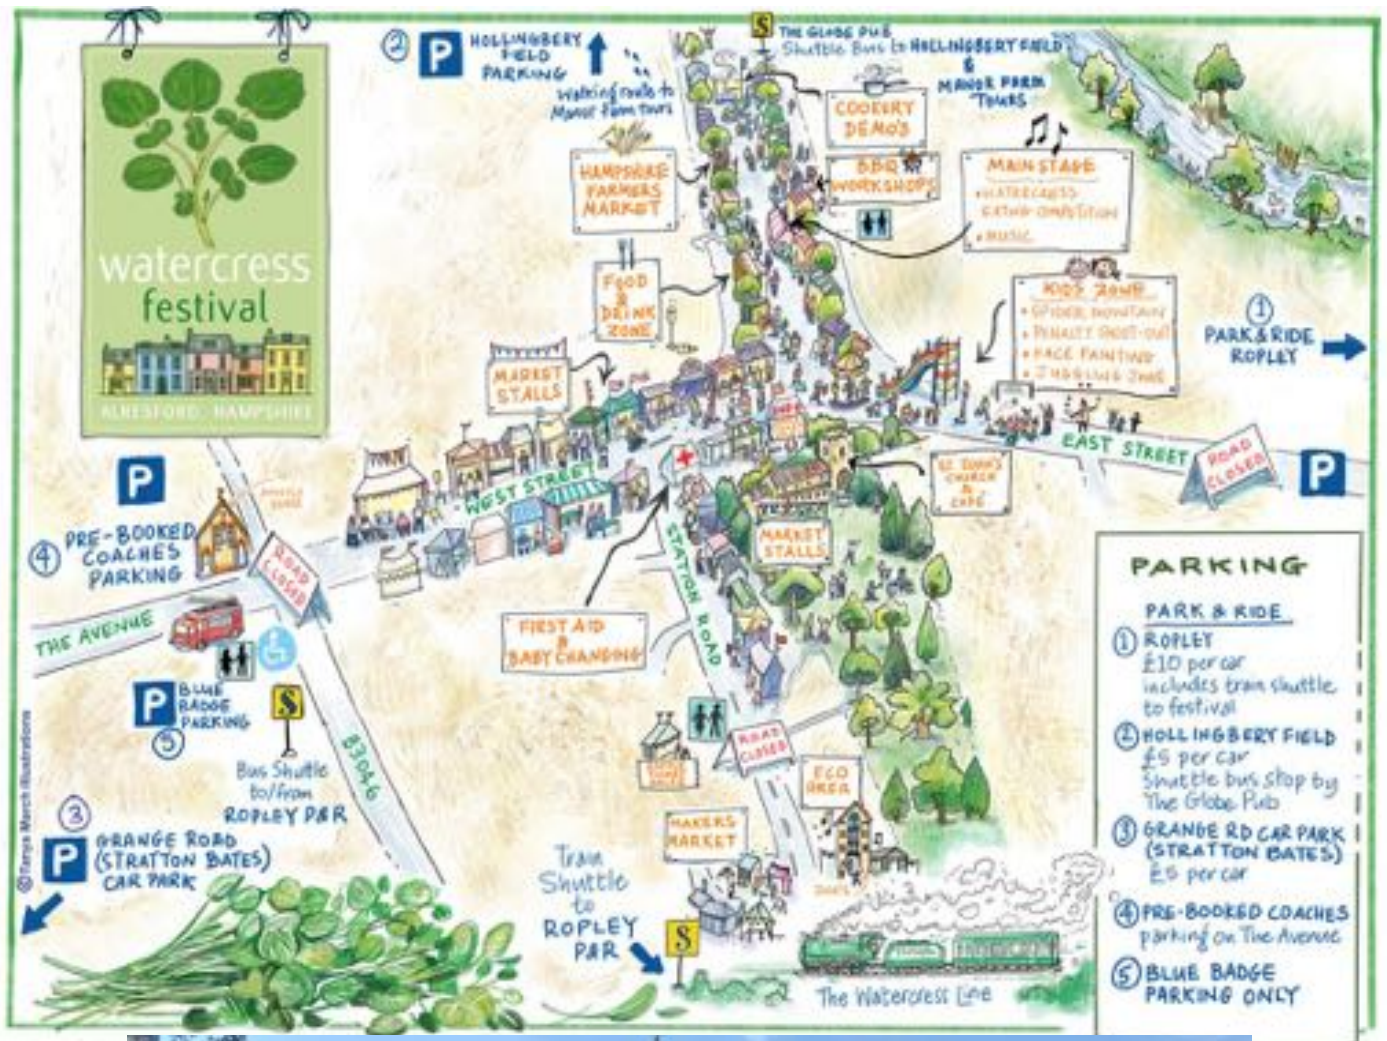 watercress
festival
ALRESFORD, HAMPSHIRE
2
P
HOLLINGBERY
FIELD
PARKING
Walking route to
Manor Farm tours
S
THE GLOBE PUB
Shuttle Bus to HOLLINGBERY FIELD
&
MANOR FARM
TOURS
COOKERY
DEMO'S
HAMPSHIRE
FARMERS
MARKET
BBQ
WORKSHOPS
MAIN STAGE
• WATERCRESS
EATING COMPETITION
• MUSIC
FOOD
&
DRINK
ZONE
KIDS ZONE
• SPIDER MOUNTAIN
• PENALTY SHOOT-OUT
• FACE PAINTING
• JUGGLING JAKE
1
PARK & RIDE
ROPLEY
MARKET
STALLS
WEST STREET
EAST STREET
ROAD
CLOSED
P
ST. JOHN'S
CHURCH
&
CAFE
MARKET
STALLS
P
4
PRE-BOOKED
COACHES
PARKING
ROAD
CLOSED
THE AVENUE
P
BLUE
BADGE
PARKING
5
S
Bus Shuttle
to/from
ROPLEY P&R
B3046
FIRST AID
&
BABY CHANGING
STATION ROAD
ROAD
CLOSED
ECO
AREA
MAKERS
MARKET
3
P
GRANGE ROAD
(STRATTON BATES)
CAR PARK
Train
Shuttle
to
ROPLEY
P&R
S
The Watercress Line
© Tanya March Illustrations
PARKING
PARK & RIDE
1 ROPLEY
£10 per car
includes train shuttle
to festival
2 HOLLINGBERY FIELD
£5 per car
Shuttle bus stop by
The Globe Pub
3 GRANGE RD CAR PARK
(STRATTON BATES)
£5 per car
4 PRE-BOOKED COACHES
parking on The Avenue
5 BLUE BADGE
PARKING ONLY